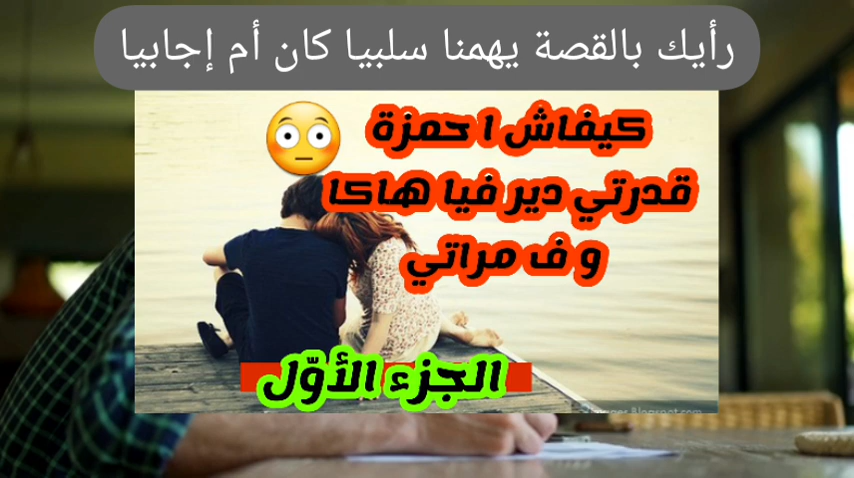 رأيك بالقصة يهمنا سلبيا كان أم إجابيا
كيفاش ا حمزة
قدرتي دير فيا هاكا
و ف مراتي
الجزء الأوّل